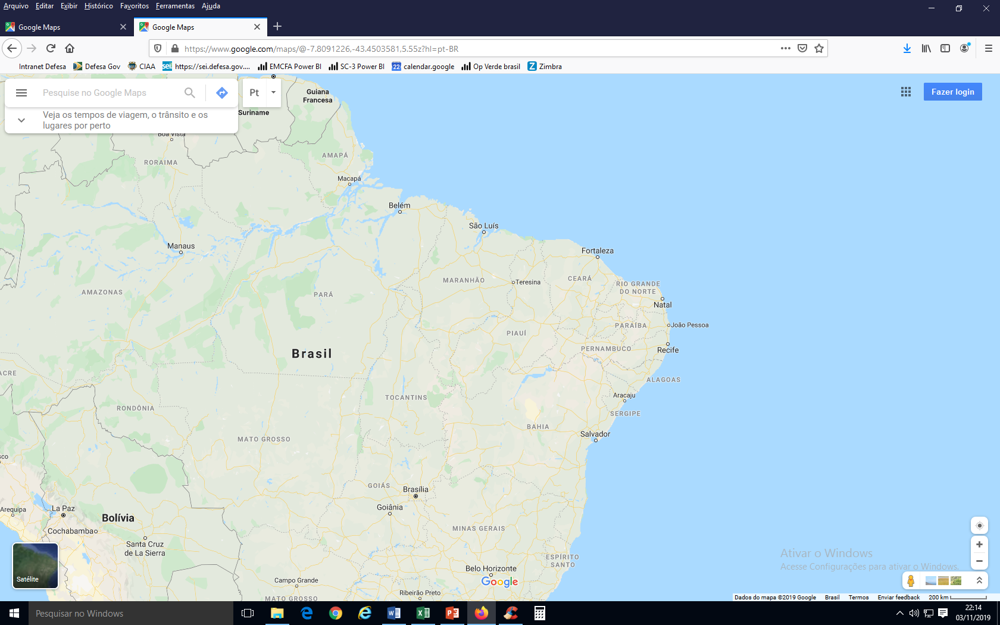 Arquivo Editar Exibir Histórico Favoritos Ferramentas Ajuda
Google Maps
Google Maps
https://www.google.com/maps/@-7.8091226,-43.4503581,5.55z?hl=pt-BR
Intranet Defesa
Defesa Gov
CIAA
sei!
https://sei.defesa.gov....
EMCFA Power BI
SC-3 Power BI
22
calendar.google
Op Verde brasil
Z
Zimbra
Pesquise no Google Maps
Pt
Fazer login
Veja os tempos de viagem, o trânsito e os
lugares por perto
Guiana
Francesa
Suriname
Boa Vista
RORAIMA
AMAPÁ
Macapá
Belém
São Luís
Manaus
Fortaleza
MARANHÃO
Teresina
CEARÁ
RIO GRANDE
DO NORTE
AMAZONAS
PARÁ
Natal
João Pessoa
PARAÍBA
PIAUÍ
PERNAMBUCO
Recife
Brasil
ACRE
ALAGOAS
Aracaju
TOCANTINS
RONDÔNIA
SERGIPE
BAHIA
Salvador
MATO GROSSO
sco
GOIÁS
Brasília
Goiânia
Arequipa
La Paz
Bolívia
Cochabamba
MINAS GERAIS
Santa Cruz
de La Sierra
ESPÍRITO
SANTO
Belo Horizonte
Google
Campo Grande
Ribeirão Preto
MATO GROSSO
Satélite
Ativar o Windows
Acesse Configurações para ativar o Windows.
Dados do mapa ©2019 Google Brasil Termos Enviar feedback 200 km
Pesquisar no Windows
22:14
03/11/2019